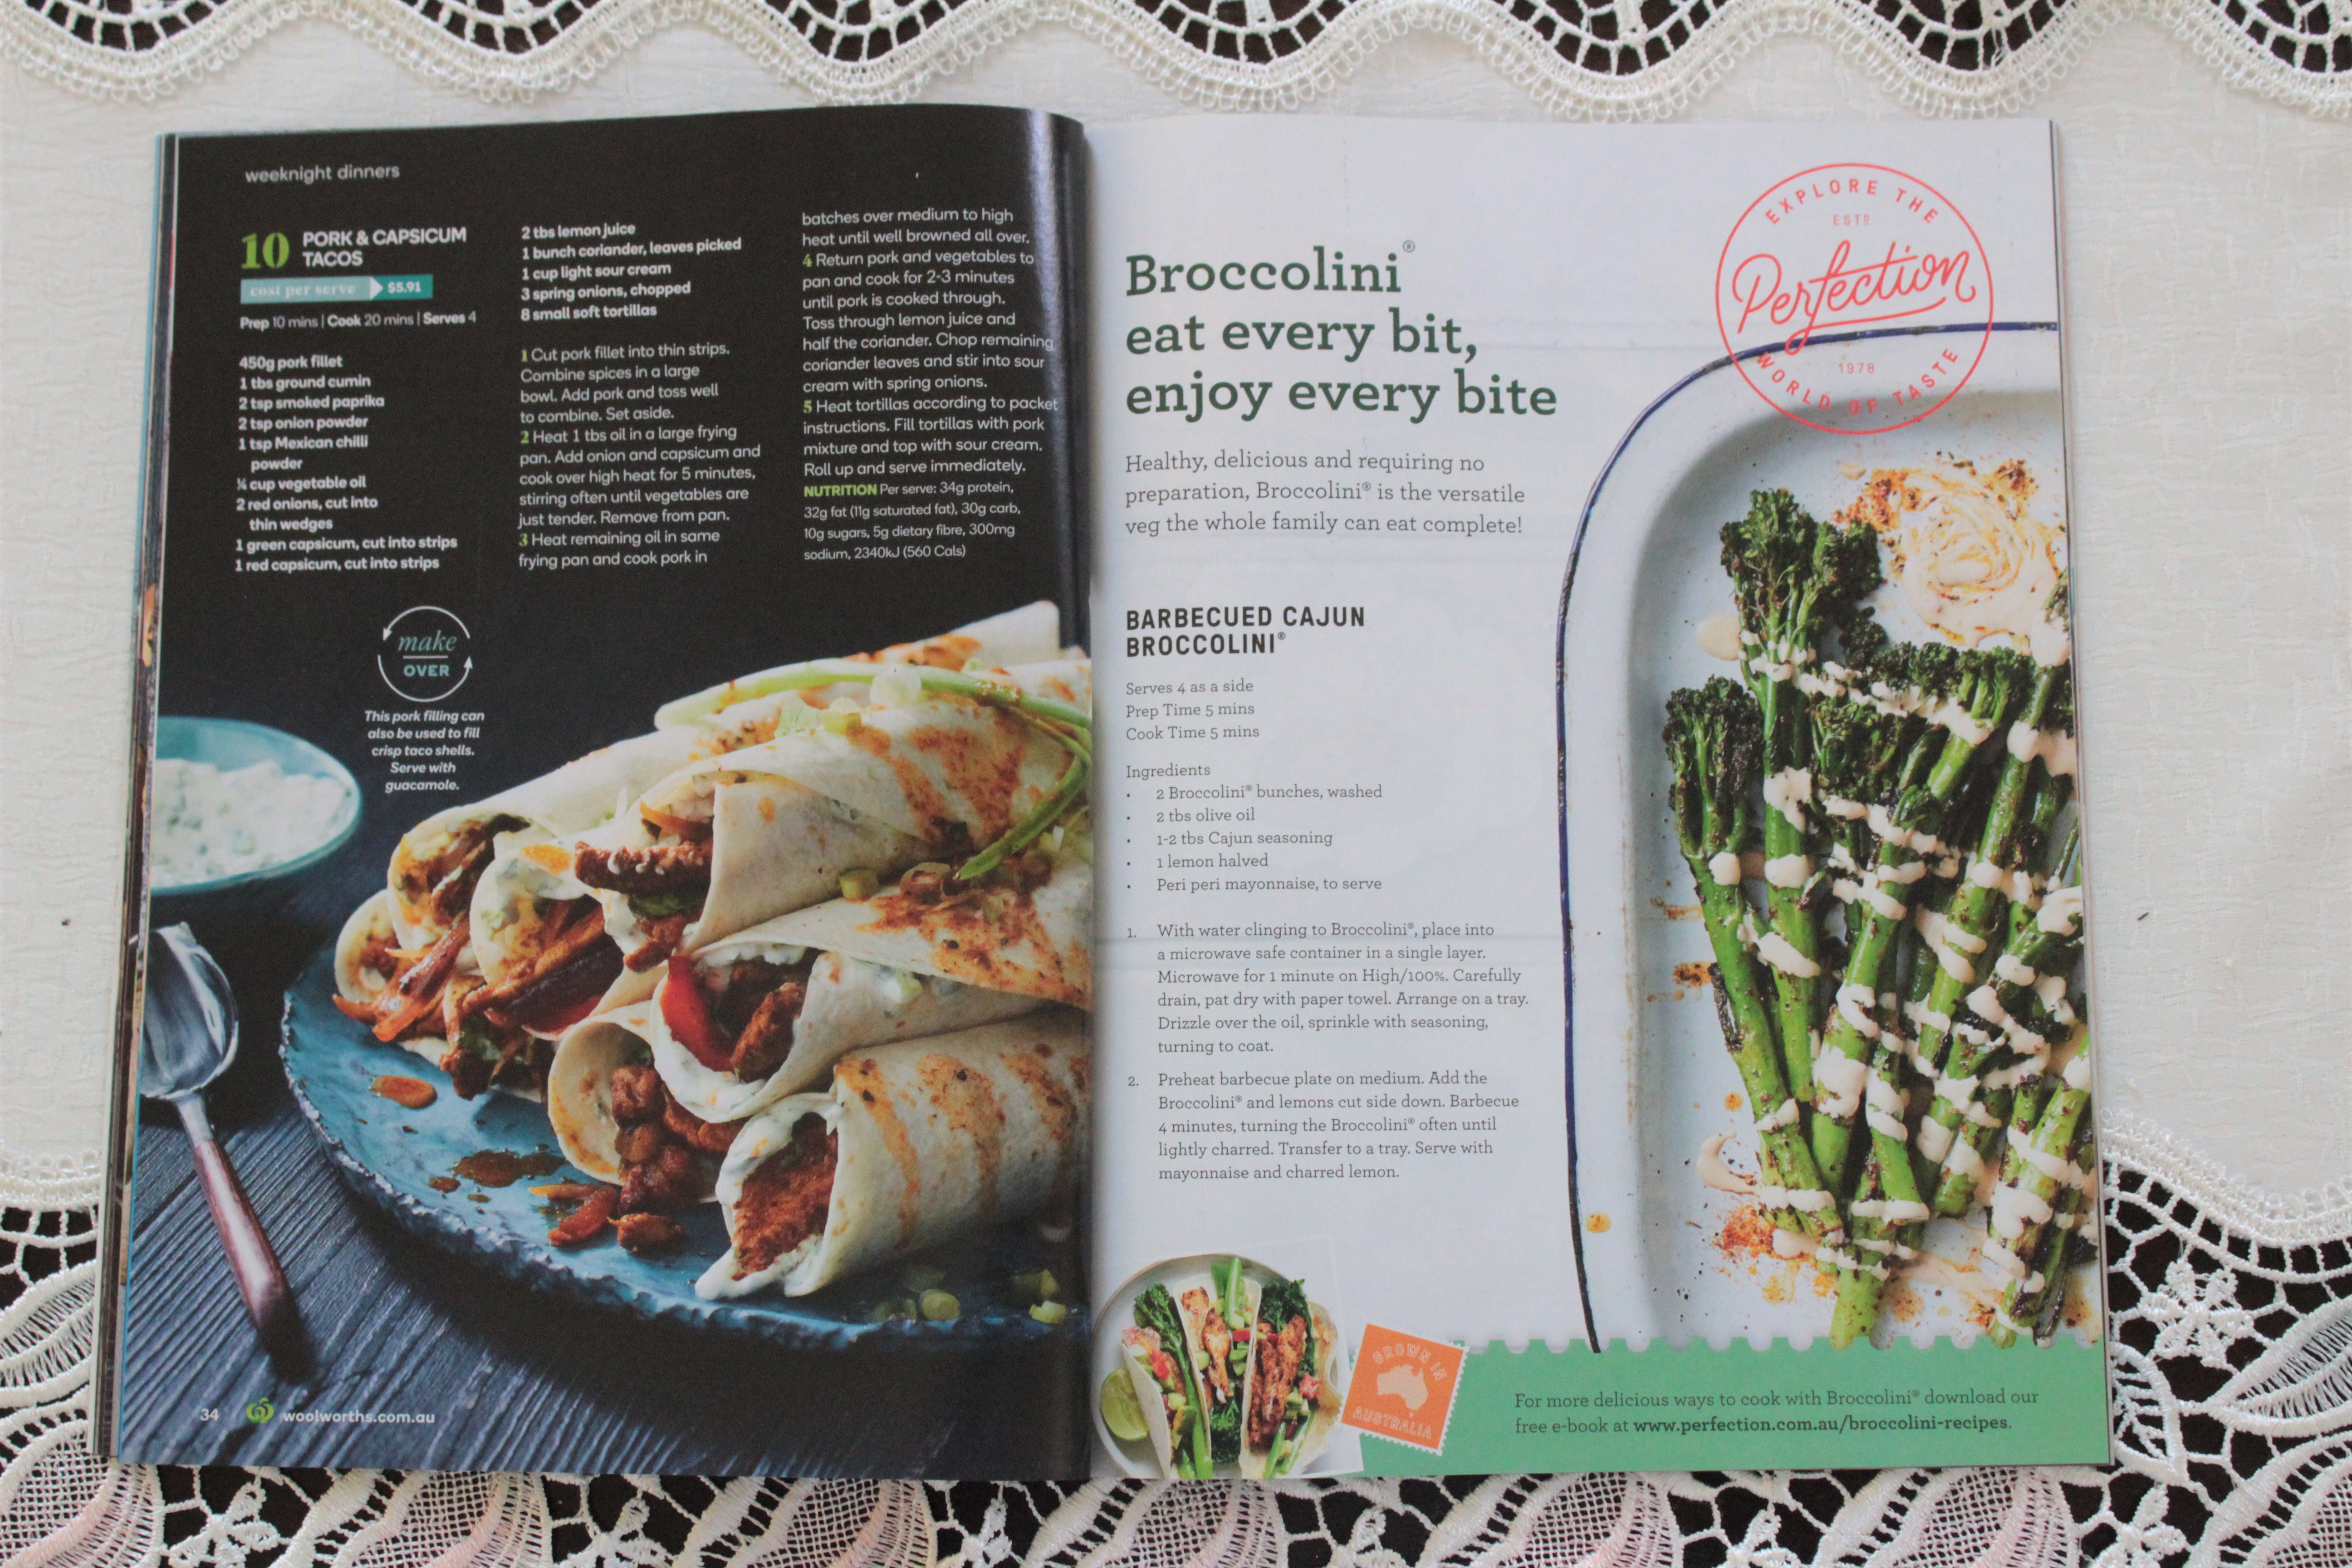 weeknight dinners
10 PORK & CAPSICUM
TACOS
cost per serve $5.91
Prep 10 mins | Cook 20 mins | Serves 4
450g pork fillet
1 tbs ground cumin
2 tsp smoked paprika
2 tsp onion powder
1 tsp Mexican chilli
powder
¼ cup vegetable oil
2 red onions, cut into
thin wedges
1 green capsicum, cut into strips
1 red capsicum, cut into strips
2 tbs lemon juice
1 bunch coriander, leaves picked
1 cup light sour cream
3 spring onions, chopped
8 small soft tortillas
1 Cut pork fillet into thin strips.
Combine spices in a large
bowl. Add pork and toss well
to combine. Set aside.
2 Heat 1 tbs oil in a large frying
pan. Add onion and capsicum and
cook over high heat for 5 minutes,
stirring often until vegetables are
just tender. Remove from pan.
3 Heat remaining oil in same
frying pan and cook pork in
batches over medium to high
heat until well browned all over.
4 Return pork and vegetables to
pan and cook for 2-3 minutes
until pork is cooked through.
Toss through lemon juice and
half the coriander. Chop remaining
coriander leaves and stir into sour
cream with spring onions.
5 Heat tortillas according to packet
instructions. Fill tortillas with pork
mixture and top with sour cream.
Roll up and serve immediately.
NUTRITION Per serve: 34g protein,
32g fat (11g saturated fat), 30g carb,
10g sugars, 5g dietary fibre, 300mg
sodium, 2340kJ (560 Cals)
make
OVER
This pork filling can
also be used to fill
crisp taco shells.
Serve with
guacamole.
34 woolworths.com.au
Broccolini®
eat every bit,
enjoy every bite
Healthy, delicious and requiring no
preparation, Broccolini® is the versatile
veg the whole family can eat complete!
EXPLORE THE
ESTD
Perfection
1978
WORLD OF TASTE
BARBECUED CAJUN
BROCCOLINI®
Serves 4 as a side
Prep Time 5 mins
Cook Time 5 mins
Ingredients
• 2 Broccolini® bunches, washed
• 2 tbs olive oil
• 1-2 tbs Cajun seasoning
• 1 lemon halved
• Peri peri mayonnaise, to serve
1. With water clinging to Broccolini®, place into
a microwave safe container in a single layer.
Microwave for 1 minute on High/100%. Carefully
drain, pat dry with paper towel. Arrange on a tray.
Drizzle over the oil, sprinkle with seasoning,
turning to coat.
2. Preheat barbecue plate on medium. Add the
Broccolini® and lemons cut side down. Barbecue
4 minutes, turning the Broccolini® often until
lightly charred. Transfer to a tray. Serve with
mayonnaise and charred lemon.
GROWN IN
AUSTRALIA
For more delicious ways to cook with Broccolini® download our
free e-book at www.perfection.com.au/broccolini-recipes.